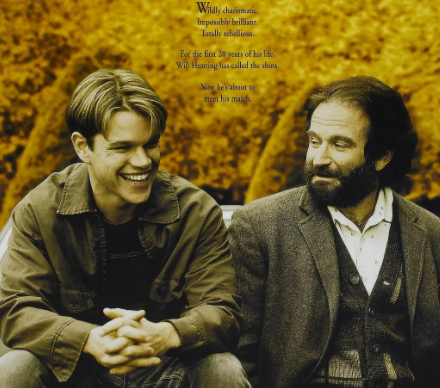 Wildly charismatic.
Impossibly brilliant.
Totally rebellious.
For the first 20 years of his life,
Will Hunting has called the shots.
Now he's about to
meet his match.